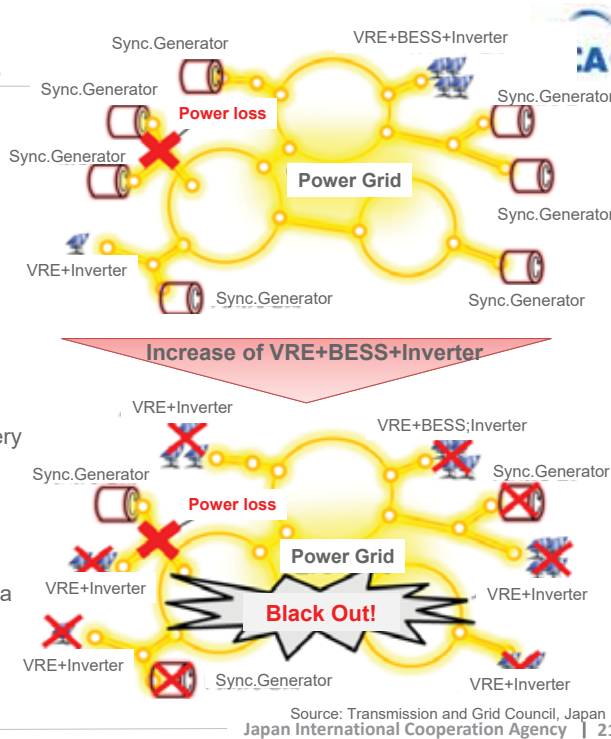 Sync.Generator
VRE+BESS+Inverter
CA
Sync.Generator
Sync.Generator
Power loss
Sync.Generator
Power Grid
Sync.Generator
VRE+Inverter
Sync.Generator
Sync.Generator
Increase of VRE+BESS+Inverter
VRE+Inverter
VRE+BESS;Inverter
ery
Sync.Generator
Sync.Generator
Power loss
Power Grid
VRE+Inverter
a
VRE+Inverter
Black Out!
VRE+Inverter
Sync.Generator
VRE+Inverter
Source: Transmission and Grid Council, Japan
Japan International Cooperation Agency | 21